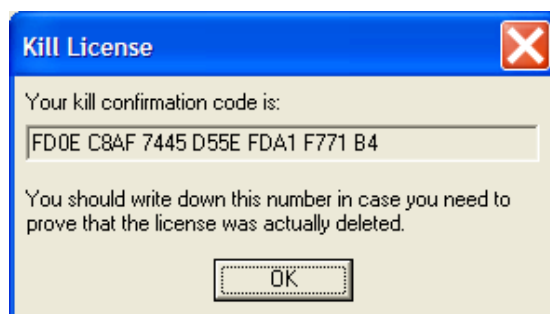 Kill License
Your kill confirmation code is:
FD0E C8AF 7445 D55E FDA1 F771 B4
You should write down this number in case you need to
prove that the license was actually deleted.
OK